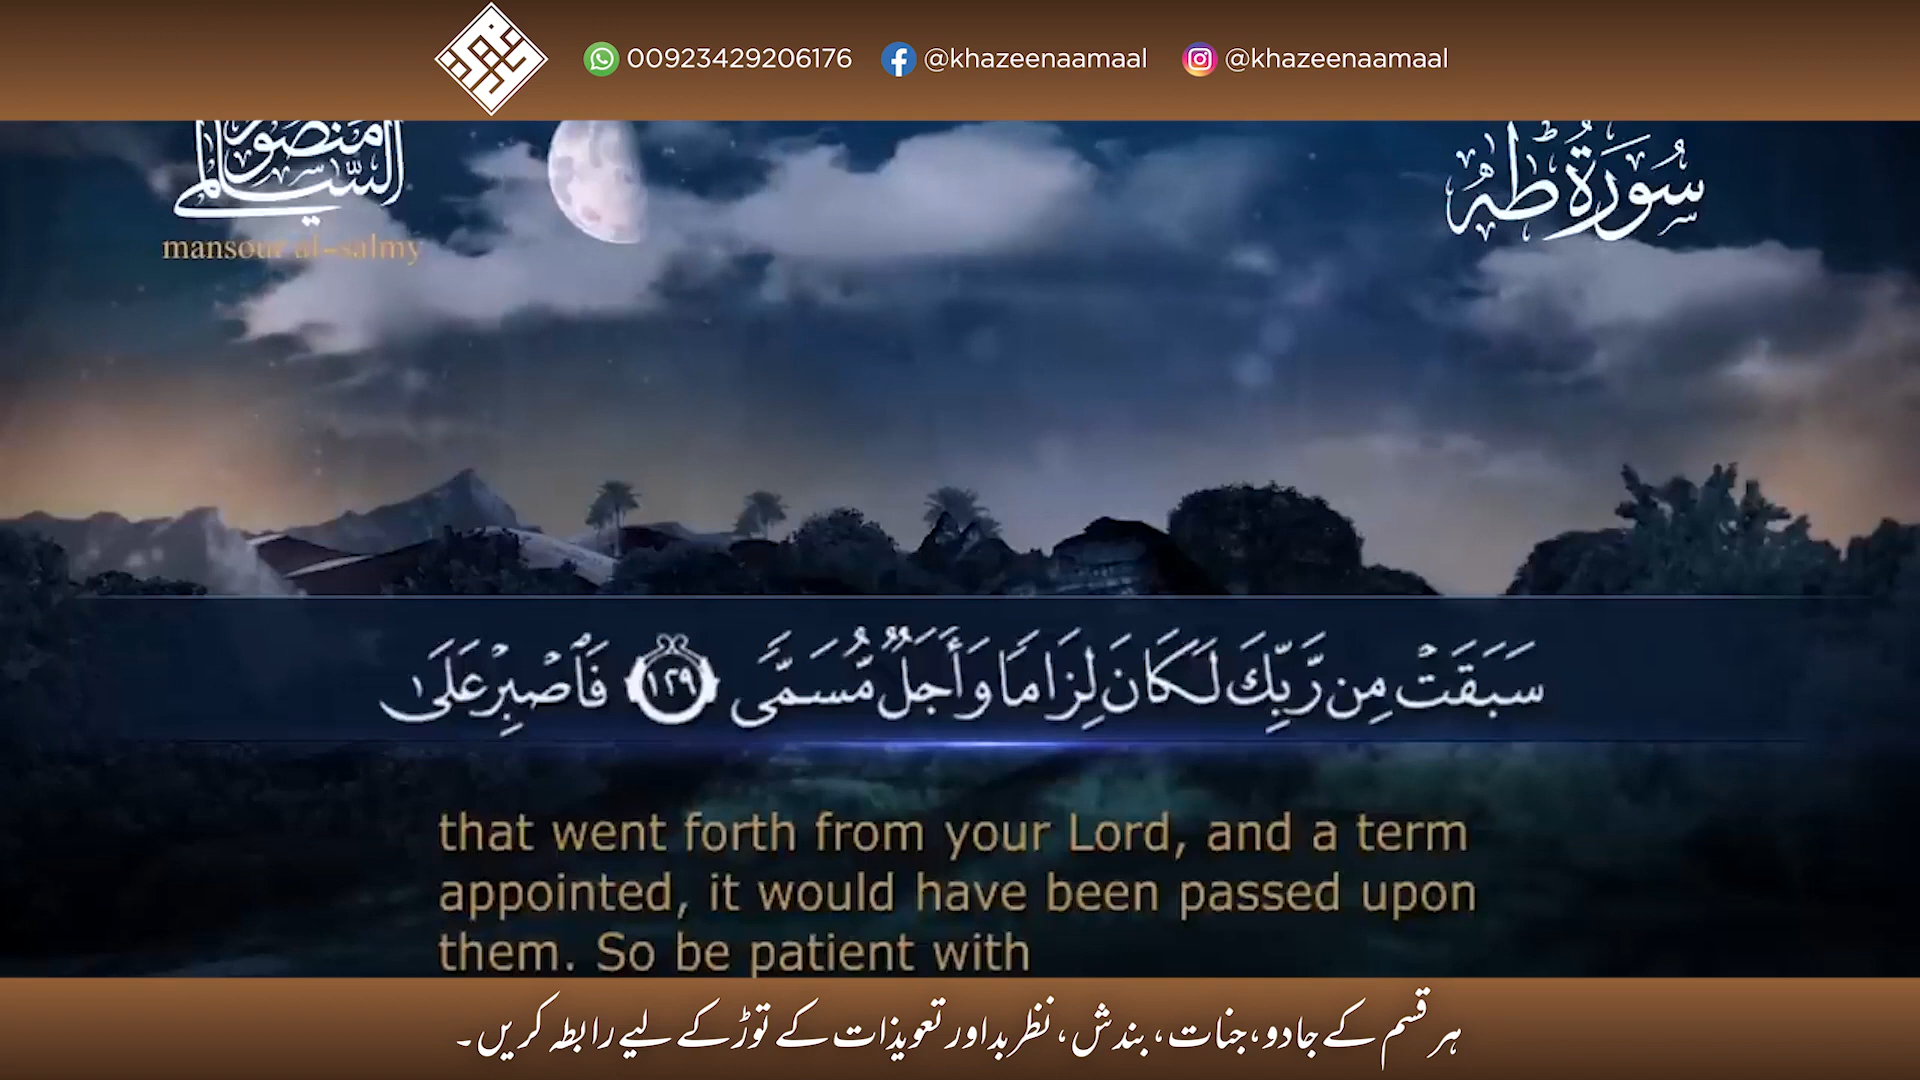 00923429206176 @khazeenaamaal @khazeenaamaal
منصور
السالمي
mansour al-salmy
سُورَةُ طه
سَبَقَتْ مِن رَّبِّكَ لَكَانَ لِزَامًا وَأَجَلٌ مُّسَمًّى ١٢٩ فَاصْبِرْ عَلَىٰ
that went forth from your Lord, and a term
appointed, it would have been passed upon
them. So be patient with
ہر قسم کے جادو، جنات، بندش، نظر بد اور تعویذات کے توڑ کے لیے رابطہ کریں۔